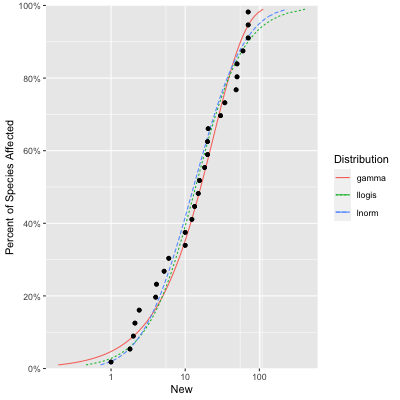 100%
80%
60%
40%
20%
0%
Percent of Species Affected
1
10
100
New
Distribution
gamma
llogis
lnorm